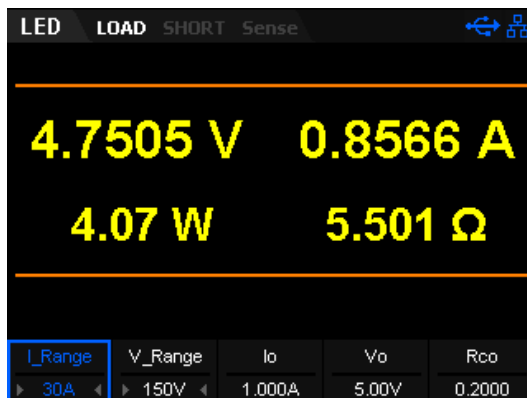 LED LOAD SHORT Sense
4.7505 V 0.8566 A
4.07 W 5.501 Ω
I_Range V_Range Io Vo Rco
30A 150V 1.000A 5.00V 0.2000